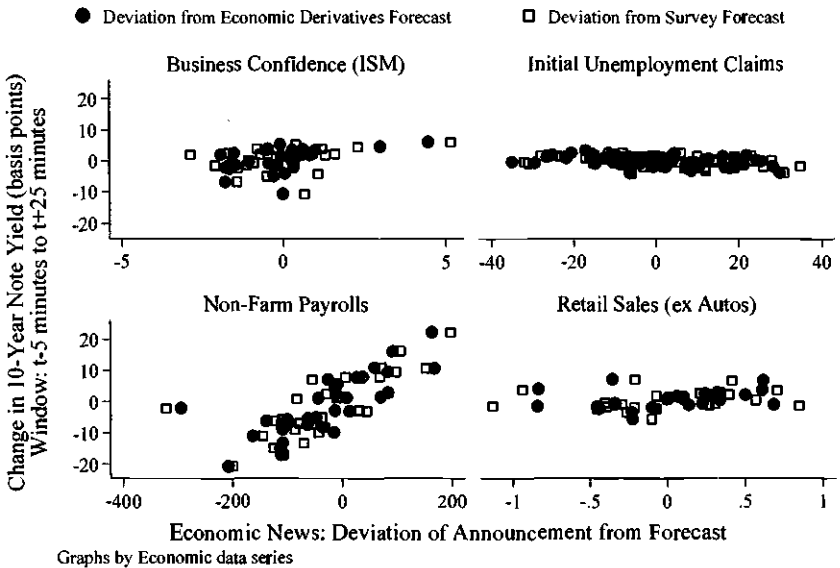 Deviation from Economic Derivatives Forecast
Deviation from Survey Forecast
Change in 10-Year Note Yield (basis points)
Window: t-5 minutes to t+25 minutes
Business Confidence (ISM)
20
10
0
-10
-20
-5
0
5
Initial Unemployment Claims
-40
-20
0
20
40
Non-Farm Payrolls
20
10
0
-10
-20
-400
-200
0
200
Retail Sales (ex Autos)
-1
-.5
0
.5
1
Economic News: Deviation of Announcement from Forecast
Graphs by Economic data series